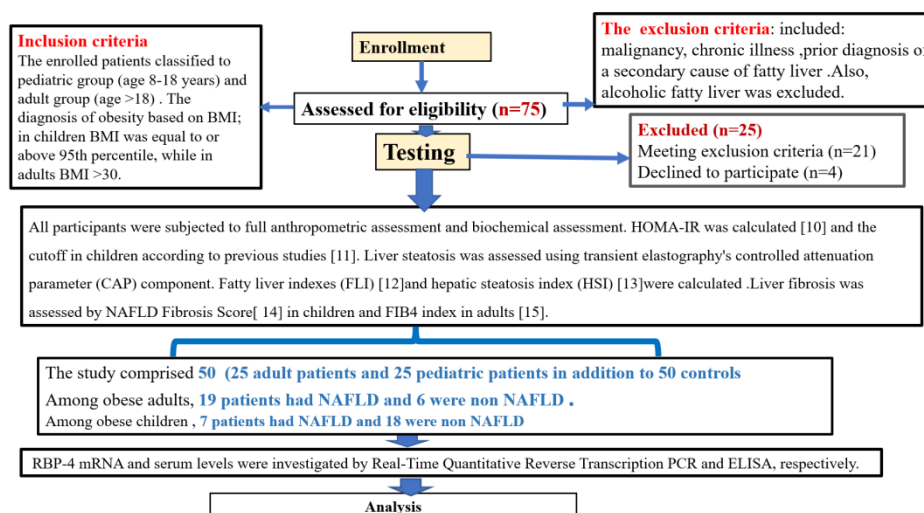 Inclusion criteria
The enrolled patients classified to
pediatric group (age 8-18 years) and
adult group (age >18) . The
diagnosis of obesity based on BMI;
in children BMI was equal to or
above 95th percentile, while in
adults BMI >30.
Enrollment
The exclusion criteria: included:
malignancy, chronic illness ,prior diagnosis o
a secondary cause of fatty liver .Also,
alcoholic fatty liver was excluded.
Assessed for eligibility (n=75)
Testing
Excluded (n=25)
Meeting exclusion criteria (n=21)
Declined to participate (n=4)
All participants were subjected to full anthropometric assessment and biochemical assessment. HOMA-IR was calculated [10] and the
cutoff in children according to previous studies [11]. Liver steatosis was assessed using transient elastography's controlled attenuation
parameter (CAP) component. Fatty liver indexes (FLI) [12]and hepatic steatosis index (HSI) [13]were calculated .Liver fibrosis was
assessed by NAFLD Fibrosis Score[ 14] in children and FIB4 index in adults [15].
The study comprised 50 (25 adult patients and 25 pediatric patients in addition to 50 controls
Among obese adults, 19 patients had NAFLD and 6 were non NAFLD .
Among obese children , 7 patients had NAFLD and 18 were non NAFLD
RBP-4 mRNA and serum levels were investigated by Real-Time Quantitative Reverse Transcription PCR and ELISA, respectively.
Analysis